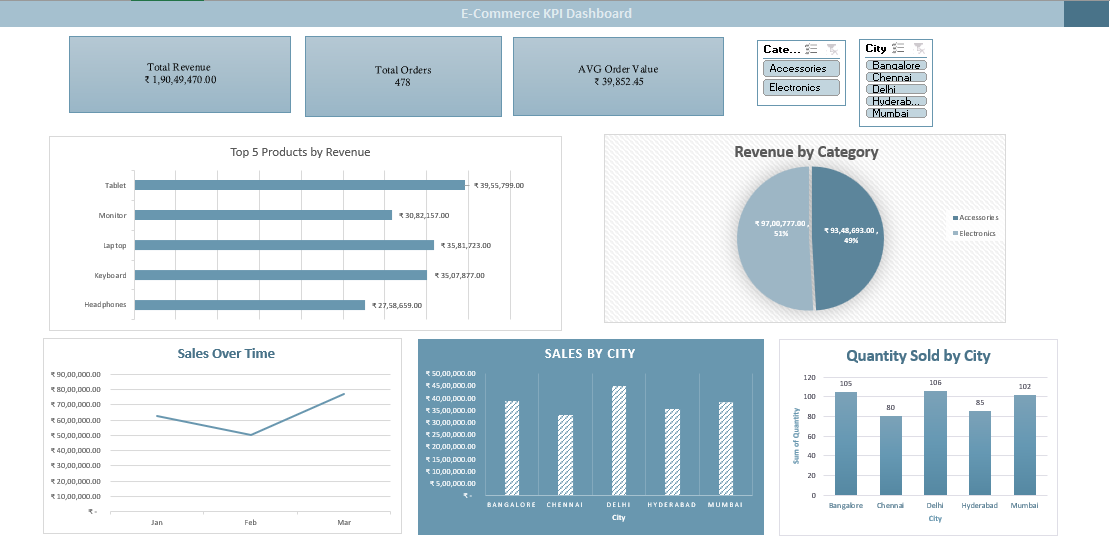 E-Commerce KPI Dashboard
Total Revenue
₹ 1,90,49,470.00
Total Orders
478
AVG Order Value
₹ 39,852.45
Cate...
Accessories
Electronics
City
Bangalore
Chennai
Delhi
Hyderab...
Mumbai
Top 5 Products by Revenue
Tablet
₹ 39,55,799.00
Monitor
₹ 30,82,157.00
Laptop
₹ 35,81,723.00
Keyboard
₹ 35,07,877.00
Headphones
₹ 27,58,659.00
Revenue by Category
₹ 97,00,777.00 ,
51%
₹ 93,48,693.00 ,
49%
Accessories
Electronics
Sales Over Time
₹ 90,00,000.00
₹ 80,00,000.00
₹ 70,00,000.00
₹ 60,00,000.00
₹ 50,00,000.00
₹ 40,00,000.00
₹ 30,00,000.00
₹ 20,00,000.00
₹ 10,00,000.00
₹ -
Jan Feb Mar
SALES BY CITY
₹ 50,00,000.00
₹ 45,00,000.00
₹ 40,00,000.00
₹ 35,00,000.00
₹ 30,00,000.00
₹ 25,00,000.00
₹ 20,00,000.00
₹ 15,00,000.00
₹ 10,00,000.00
₹ 5,00,000.00
₹ -
BANGALORE CHENNAI DELHI HYDERABAD MUMBAI
City
Quantity Sold by City
Sum of Quantity
120
100
80
60
40
20
0
105 80 106 85 102
Bangalore Chennai Delhi Hyderabad Mumbai
City